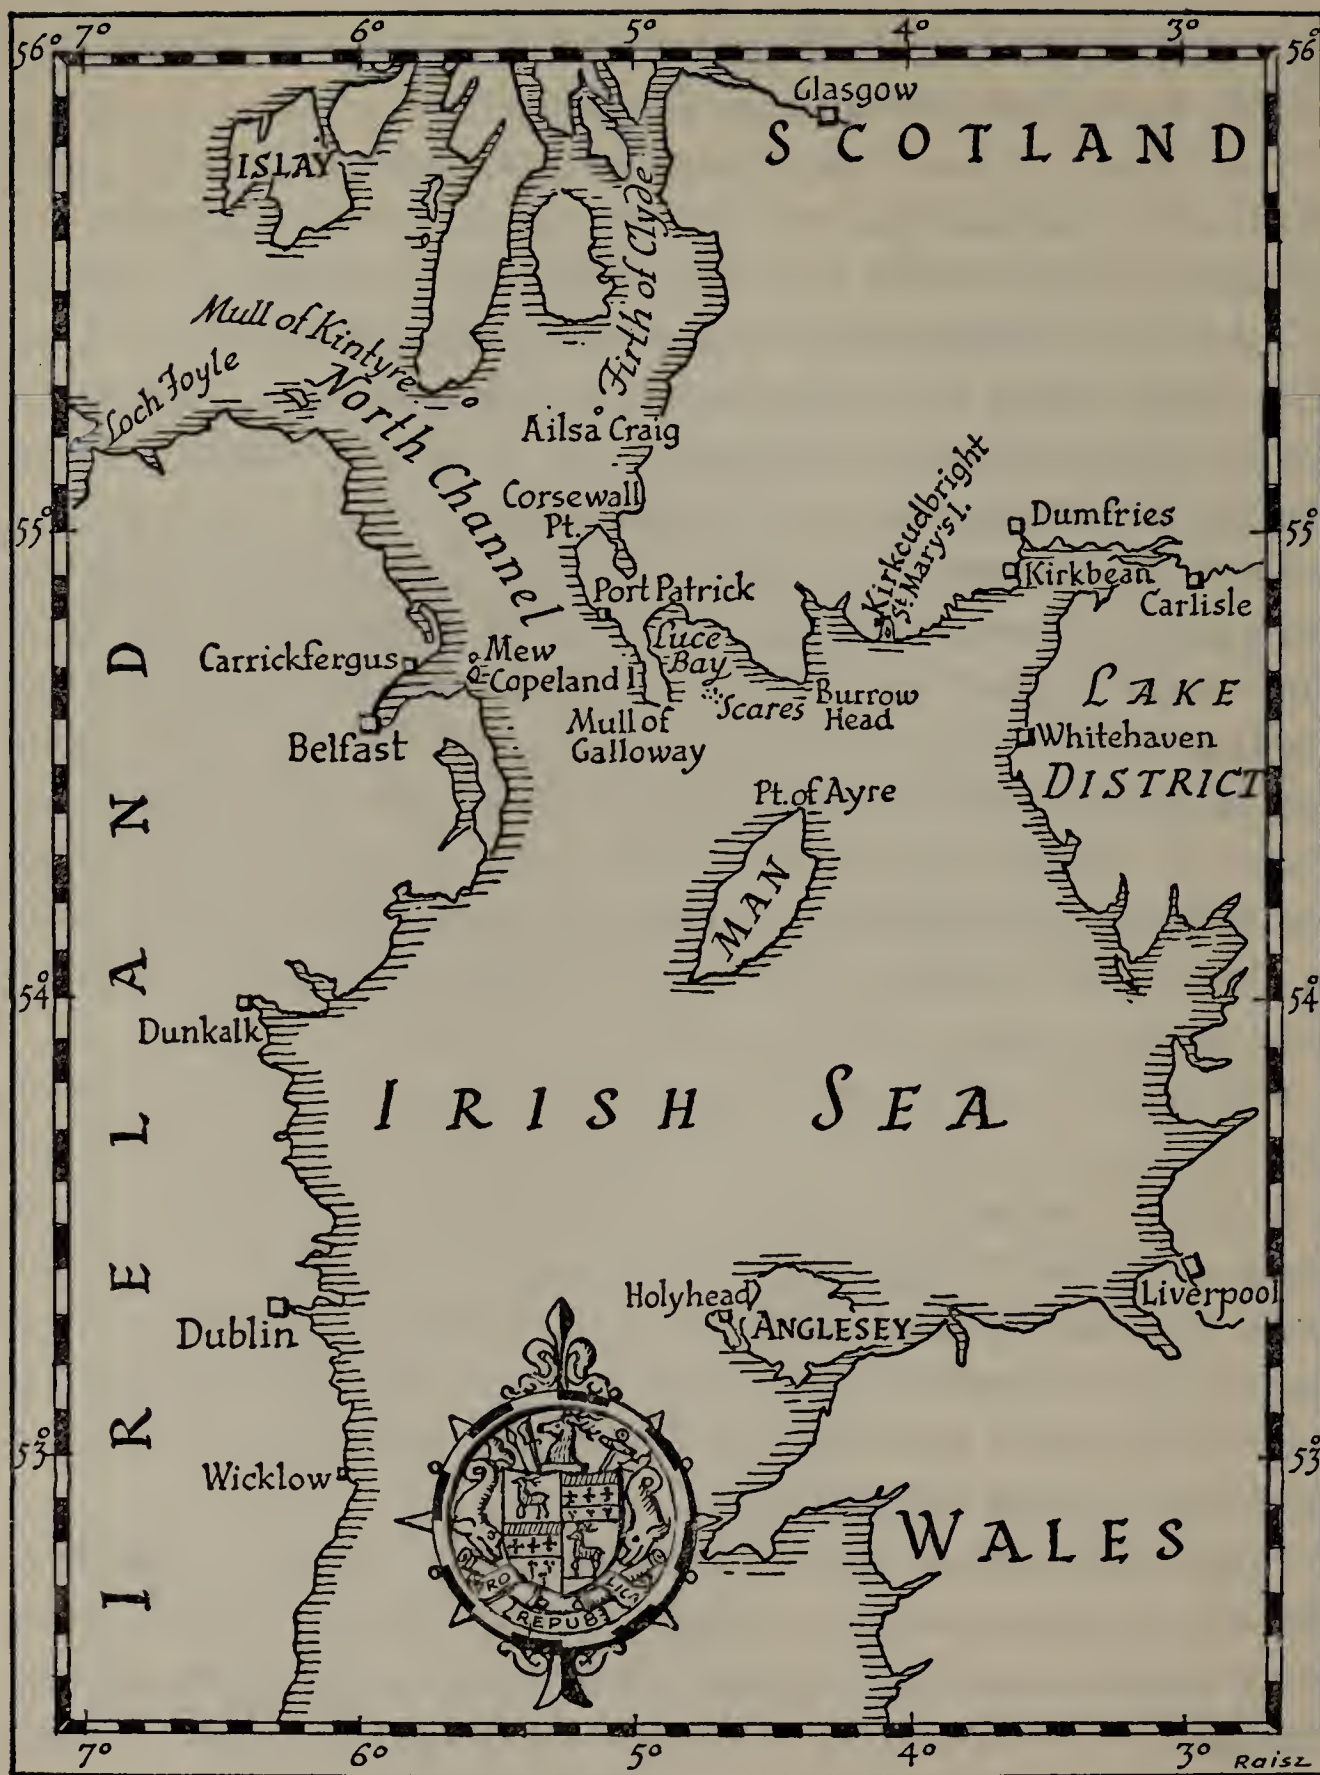 7° 6° 5° 4° 3°
56° 56°
Glasgow
SCOTLAND
ISLAY
Firth of Clyde
Mull of Kintyre
Loch Foyle
North Channel
Ailsa Craig
Corsewall
Pt.
Kirkcudbright
St. Mary's I.
Dumfries
55° 55°
Kirkbean
Carlisle
Port Patrick
Luce
Bay
Carrickfergus
Mew
Copeland I.
Scares
Burrow
Head
Mull of
Galloway
Belfast
LAKE
DISTRICT
Whitehaven
Pt. of Ayre
MAN
IRELAND
54° 54°
Dunkalk
IRISH SEA
Holyhead
ANGLESEY
Liverpool
Dublin
53° 53°
Wicklow
WALES
PRO REPUBLICA
7° 6° 5° 4° 3°
Raisz